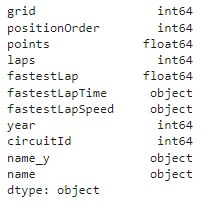 grid int64
positionOrder int64
points float64
laps int64
fastestLap float64
fastestLapTime object
fastestLapSpeed object
year int64
circuitId int64
name_y object
name object
dtype: object